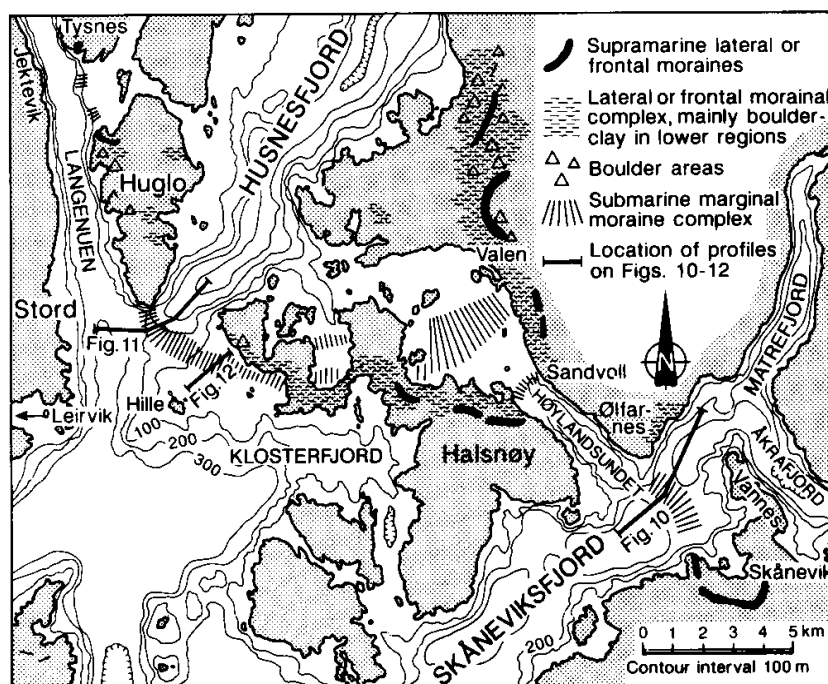 Tysnes
Jektevik
LANGENUEN
Huglo
HUSNESFJORD
Stord
Fig. 11
Leirvik
Hille
Fig. 12
100
200
300
KLOSTERFJORD
Halsnøy
Valen
Sandvoll
HØYLANDSUNDET
Ølfar-
nes
MATREFJORD
ÅKRAFJORD
Vannes
Fig. 10
Skånevik
SKÅNEVIKSFJORD
200
N
Supramarine lateral or
frontal moraines
Lateral or frontal morainal
complex, mainly boulder-
clay in lower regions
Boulder areas
Submarine marginal
moraine complex
Location of profiles
on Figs. 10-12
0 1 2 3 4 5 km
Contour interval 100 m